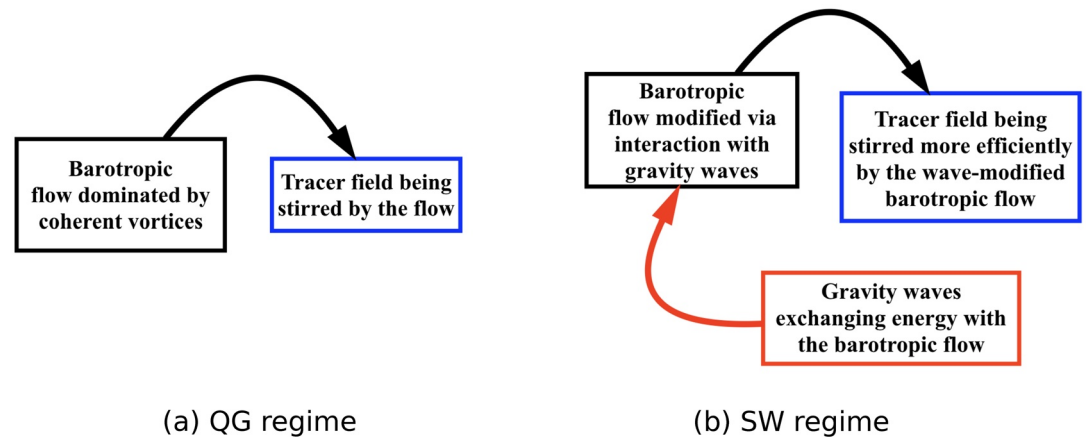 Barotropic
flow dominated by
coherent vortices
Tracer field being
stirred by the flow
(a) QG regime
Barotropic
flow modified via
interaction with
gravity waves
Tracer field being
stirred more efficiently
by the wave-modified
barotropic flow
Gravity waves
exchanging energy with
the barotropic flow
(b) SW regime